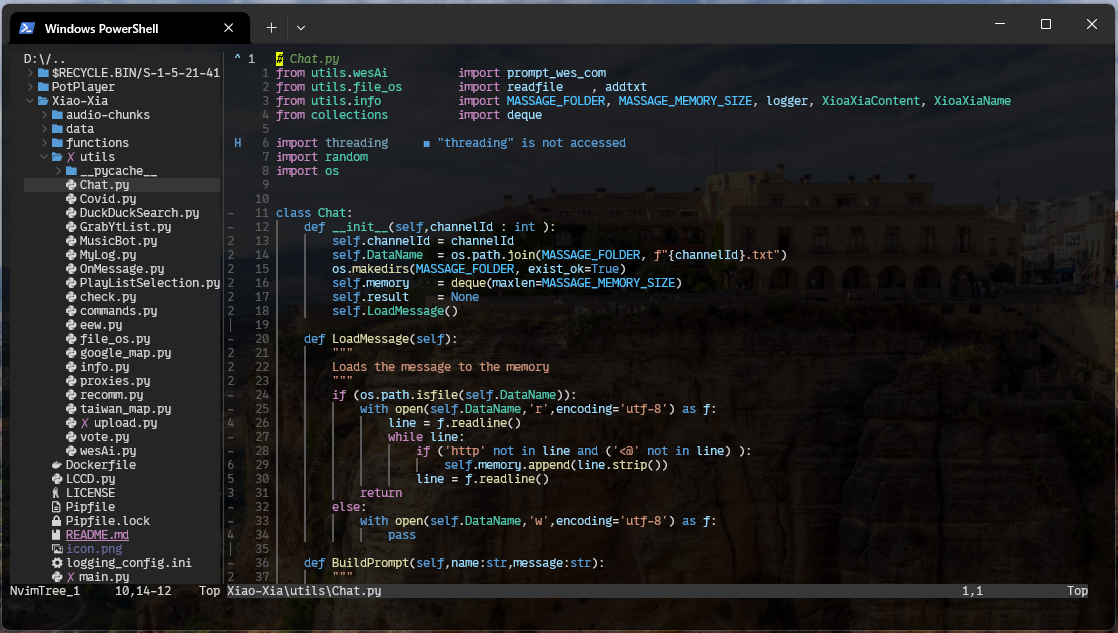 Windows PowerShell
D:\/..
$RECYCLE.BIN/S-1-5-21-41
PotPlayer
Xiao-Xia
audio-chunks
data
functions
X utils
__pycache__
Chat.py
Covid.py
DuckDuckSearch.py
GrabYtList.py
MusicBot.py
MyLog.py
OnMessage.py
PlayListSelection.py
check.py
commands.py
eew.py
file_os.py
google_map.py
info.py
proxies.py
recomm.py
taiwan_map.py
X upload.py
vote.py
wesAi.py
Dockerfile
LCCD.py
LICENSE
Pipfile
Pipfile.lock
README.md
icon.png
logging_config.ini
X main.py
^ 1 # Chat.py
1 from utils.wesAi import prompt_wes_com
2 from utils.file_os import readfile , addtxt
3 from utils.info import MASSAGE_FOLDER, MASSAGE_MEMORY_SIZE, logger, XioaXiaContent, XioaXiaName
4 from collections import deque
5
H 6 import threading ■ "threading" is not accessed
7 import random
8 import os
9
10
- 11 class Chat:
- 12 def __init__(self,channelId : int ):
2 13 self.channelId = channelId
2 14 self.DataName = os.path.join(MASSAGE_FOLDER, f"{channelId}.txt")
2 15 os.makedirs(MASSAGE_FOLDER, exist_ok=True)
2 16 self.memory = deque(maxlen=MASSAGE_MEMORY_SIZE)
2 17 self.result = None
2 18 self.LoadMessage()
│ 19
- 20 def LoadMessage(self):
2 21 """
2 22 Loads the message to the memory
2 23 """
- 24 if (os.path.isfile(self.DataName)):
- 25 with open(self.DataName,'r',encoding='utf-8') as f:
4 26 line = f.readline()
- 27 while line:
- 28 if ('http' not in line and ('<@' not in line) ):
6 29 self.memory.append(line.strip())
5 30 line = f.readline()
3 31 return
- 32 else:
- 33 with open(self.DataName,'w',encoding='utf-8') as f:
4 34 pass
│ 35
- 36 def BuildPrompt(self,name:str,message:str):
2 37 """
NvimTree_1 10,14-12 Top Xiao-Xia\utils\Chat.py 1,1 Top